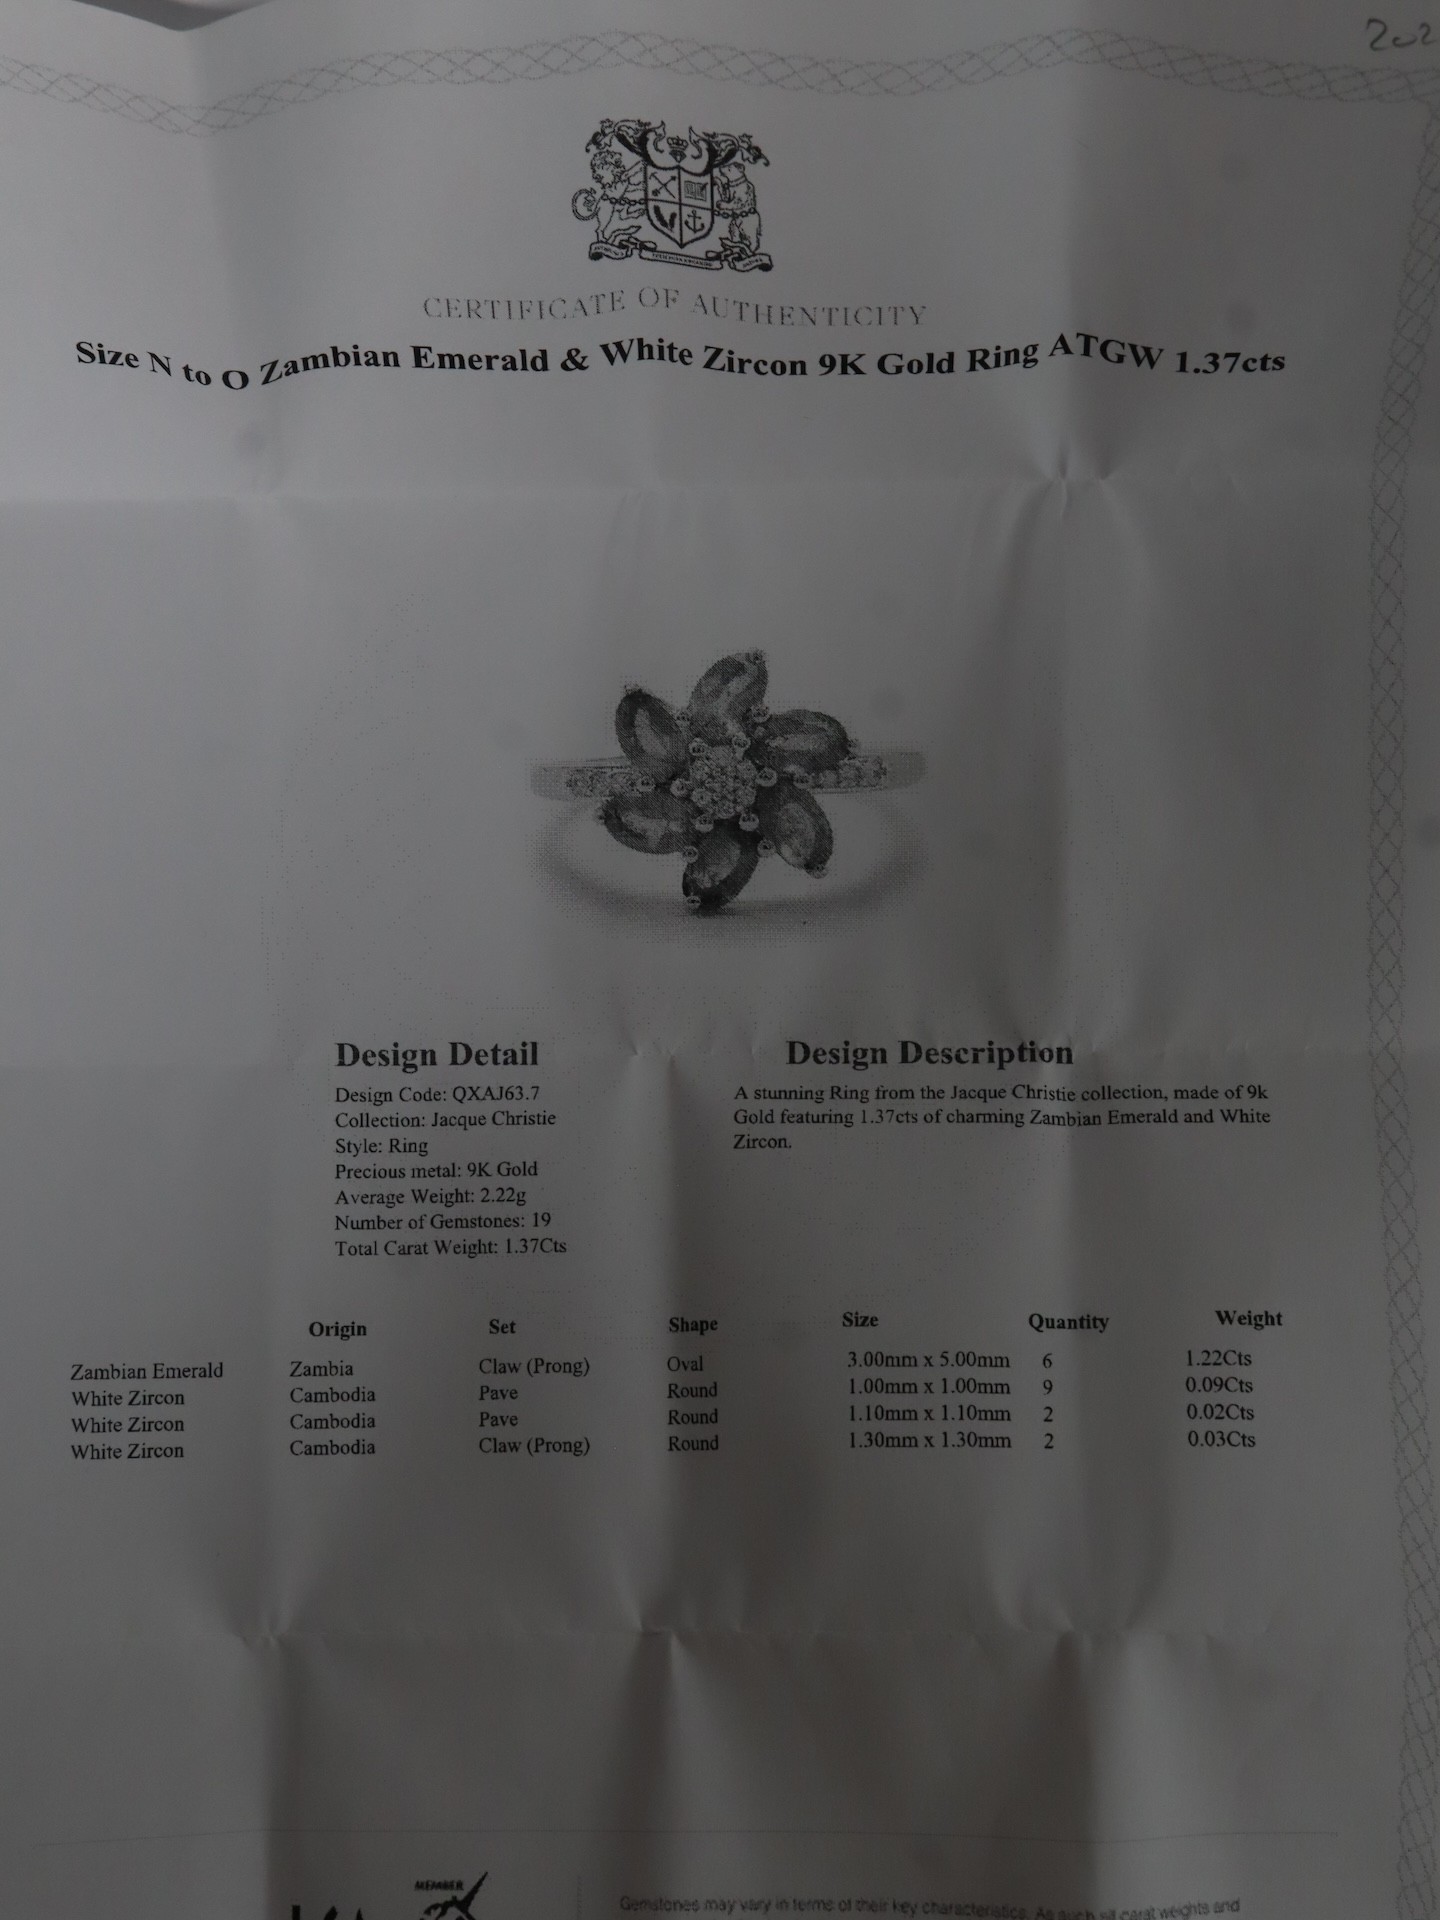 202
CERTIFICATE OF AUTHENTICITY
Size N to O Zambian Emerald & White Zircon 9K Gold Ring ATGW 1.37cts
Design Detail
Design Code: QXAJ63.7
Collection: Jacque Christie
Style: Ring
Precious metal: 9K Gold
Average Weight: 2.22g
Number of Gemstones: 19
Total Carat Weight: 1.37Cts
Design Description
A stunning Ring from the Jacque Christie collection, made of 9k
Gold featuring 1.37cts of charming Zambian Emerald and White
Zircon.
Origin Set Shape Size Quantity Weight
Zambian Emerald Zambia Claw (Prong) Oval 3.00mm x 5.00mm 6 1.22Cts
White Zircon Cambodia Pave Round 1.00mm x 1.00mm 9 0.09Cts
White Zircon Cambodia Pave Round 1.10mm x 1.10mm 2 0.02Cts
White Zircon Cambodia Claw (Prong) Round 1.30mm x 1.30mm 2 0.03Cts
MEMBER
Gemstones may vary in terms of their key characteristics. As such all carat weights and